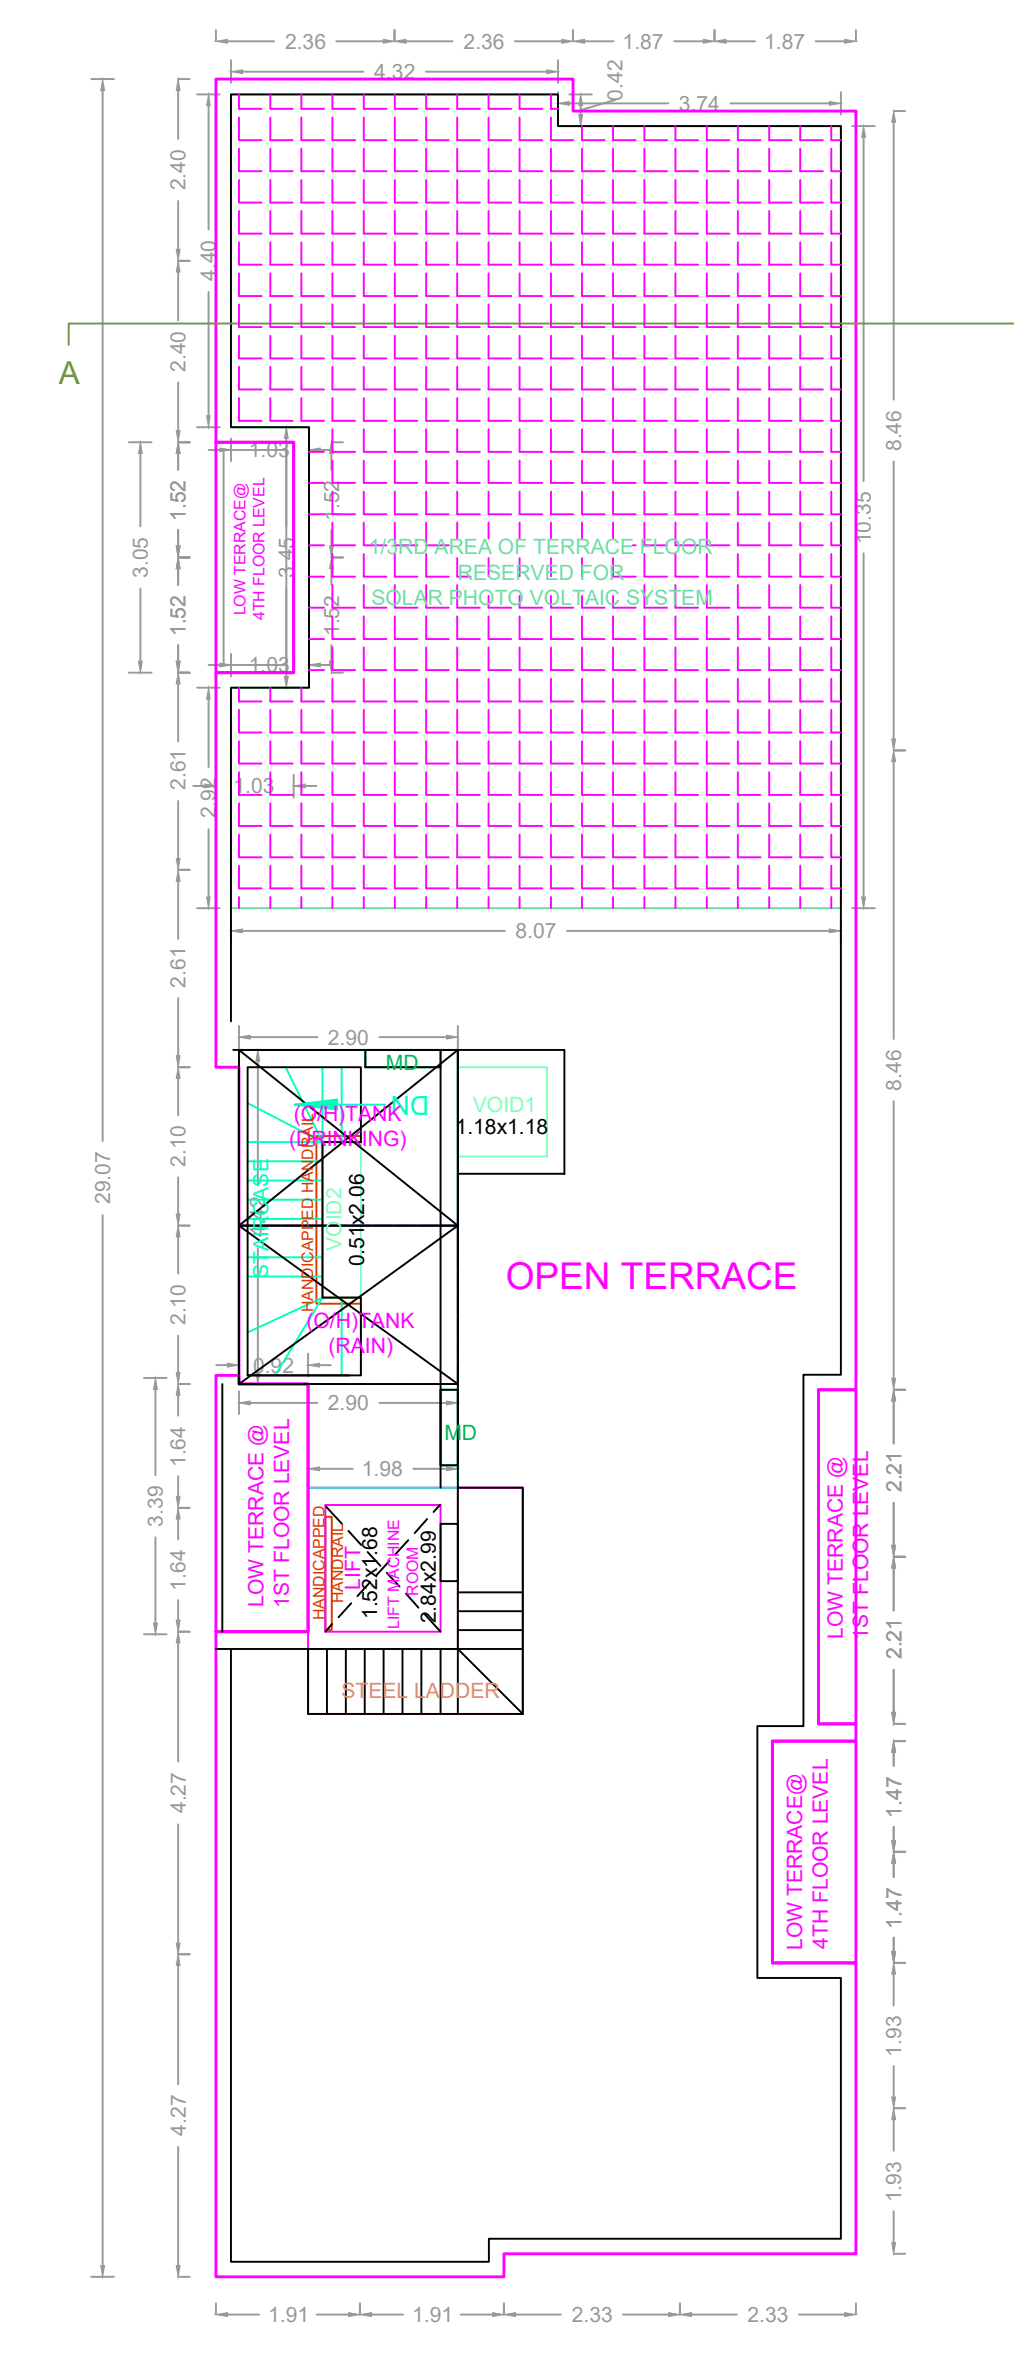 2.36
2.36
1.87
1.87
4.32
0.42
3.74
2.40
4.40
A
2.40
8.46
10.35
1.03
1.52
1.52
3.05
LOW TERRACE@
4TH FLOOR LEVEL
3.45
1/3RD AREA OF TERRACE FLOOR
RESERVED FOR
SOLAR PHOTO VOLTAIC SYSTEM
1.52
1.52
1.03
2.61
2.92
1.03
8.07
2.61
2.90
8.46
MD
DN
(O/H)TANK
(DRINKING)
VOID1
1.18x1.18
2.10
29.07
STAIRCASE
HANDICAPPED HANDRAIL
VOID2
0.51x2.06
OPEN TERRACE
2.10
(O/H)TANK
(RAIN)
0.92
2.90
MD
1.64
3.39
LOW TERRACE @
1ST FLOOR LEVEL
1.98
2.21
LOW TERRACE @
1ST FLOOR LEVEL
HANDICAPPED
HANDRAIL
LIFT
1.52x1.68
LIFT MACHINE
ROOM
2.84x2.99
1.64
2.21
STEEL LADDER
4.27
1.47
LOW TERRACE@
4TH FLOOR LEVEL
1.47
1.93
4.27
1.93
1.91
1.91
2.33
2.33